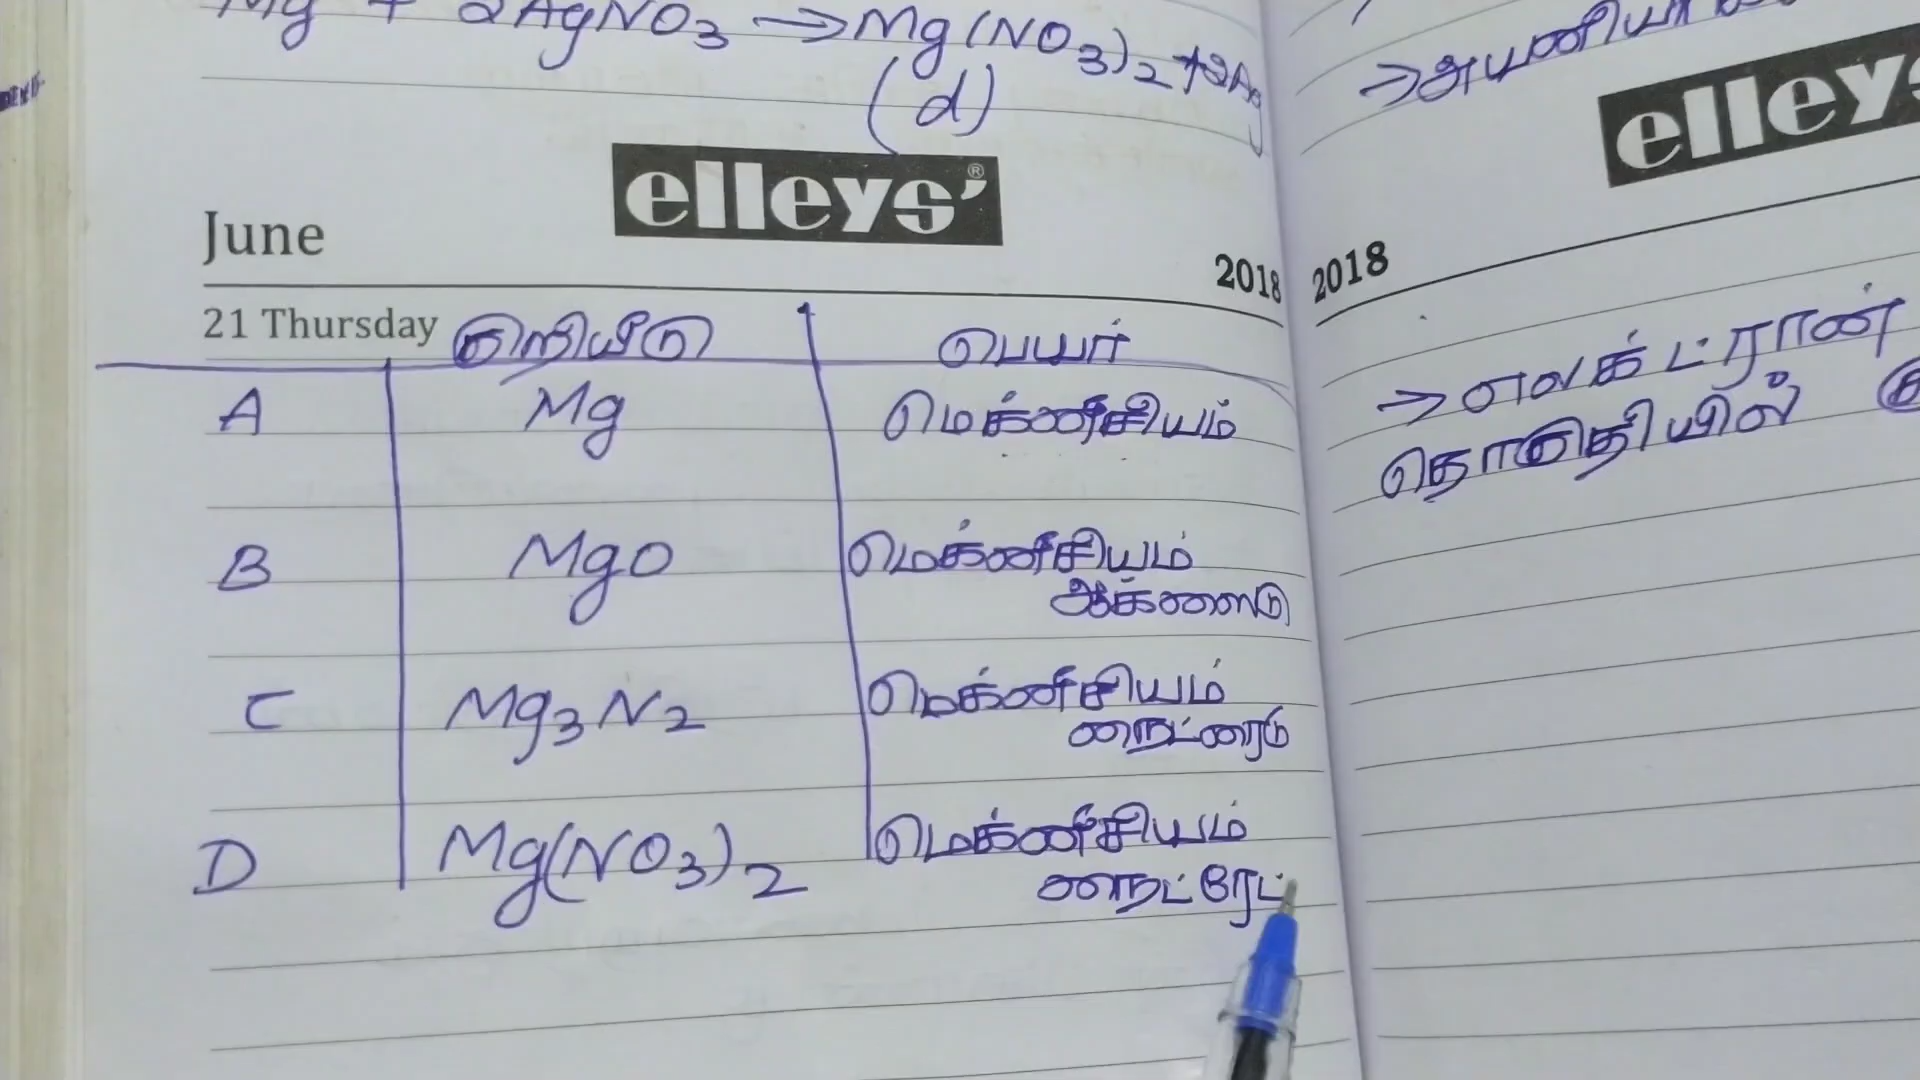 Mg + 2AgNO3 → Mg(NO3)2 + 2Ag
(d)
elleys'®
June
2018
21 Thursday
குறியீடு பெயர்
A Mg மெக்னீசியம்
B MgO மெக்னீசியம்
ஆக்ஸைடு
C Mg3N2 மெக்னீசியம்
நைட்ரைடு
D Mg(NO3)2 மெக்னீசியம்
நைட்ரேட்
→ அயனியா
elleys
2018
→ எலக்ட்ரான்
தொகுதியில்